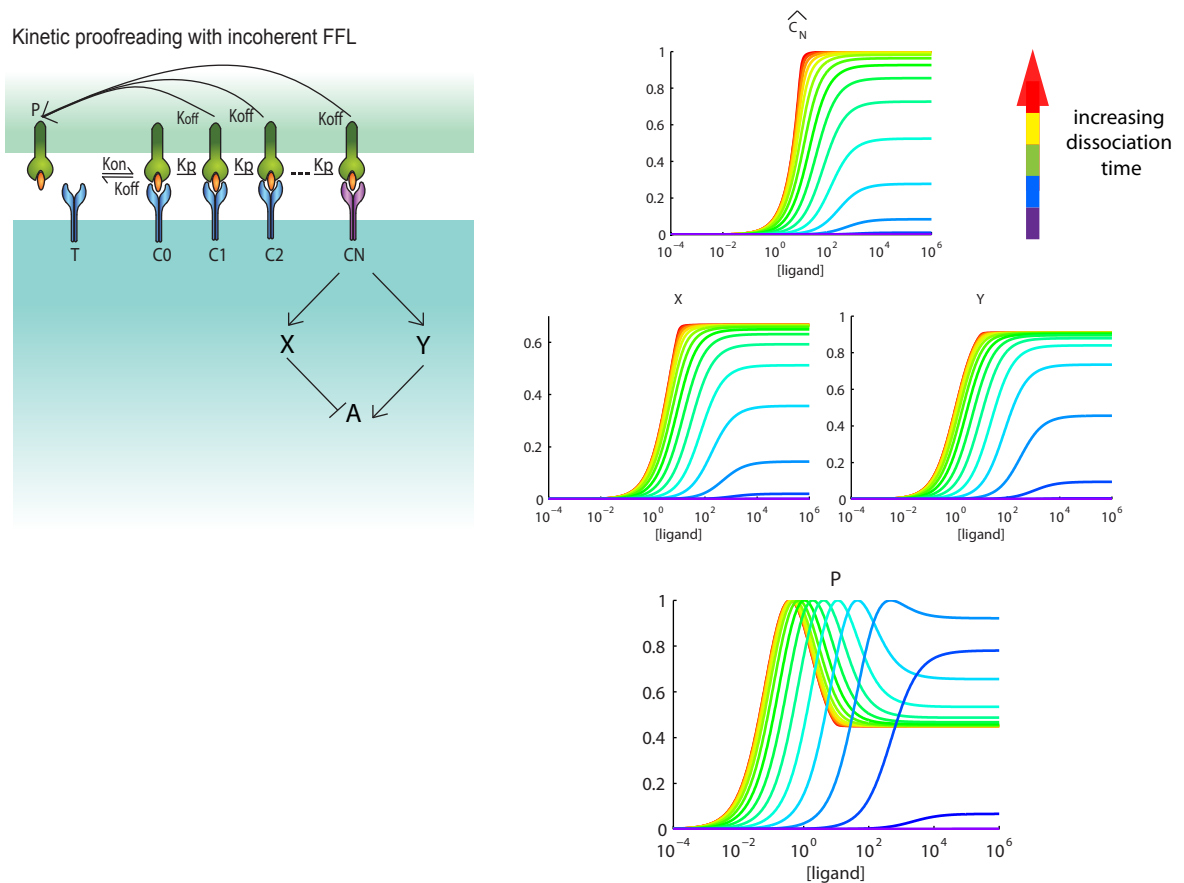 Kinetic proofreading with incoherent FFL
P
Koff
Koff
Koff
Kon
Koff
Kp
Kp
Kp
T
C0
C1
C2
CN
X
Y
A
C_N^
1
0.8
0.6
0.4
0.2
0
10^-4
10^-2
10^0
10^2
10^4
10^6
[ligand]
increasing
dissociation
time
X
0.6
0.4
0.2
0
10^-4
10^-2
10^0
10^2
10^4
10^6
[ligand]
Y
1
0.8
0.6
0.4
0.2
0
10^-4
10^-2
10^0
10^2
10^4
10^6
[ligand]
P
1
0.8
0.6
0.4
0.2
0
10^-4
10^-2
10^0
10^2
10^4
10^6
[ligand]